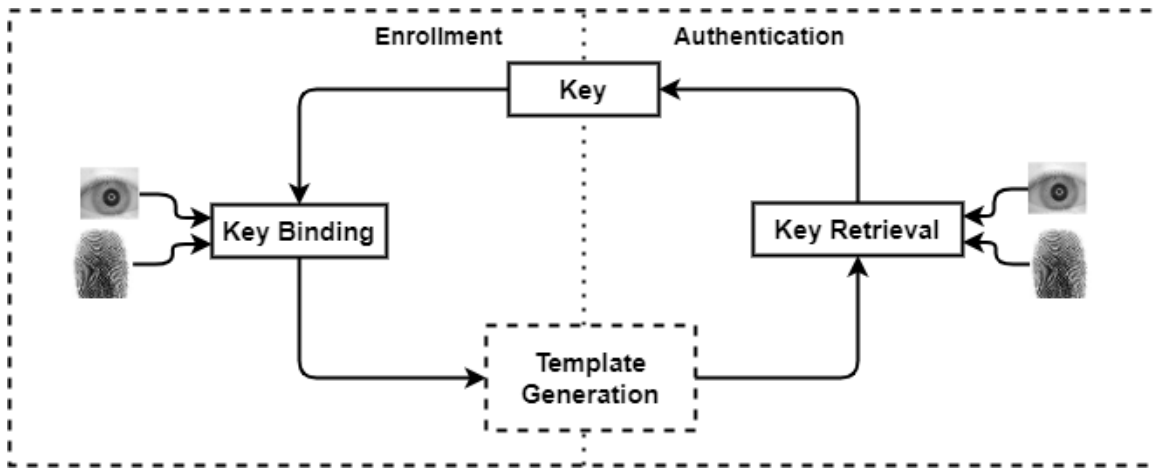 Enrollment
Authentication
Key
Key Binding
Key Retrieval
Template
Generation